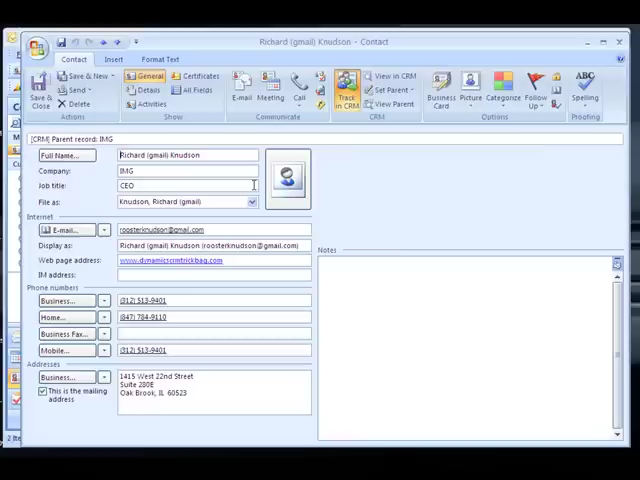 Richard (gmail) Knudson - Contact
Contact Insert Format Text
Save & Close
Save & New
Send
Delete
Actions
General
Details
Activities
Certificates
All Fields
Show
E-mail
Meeting
Call
Communicate
Track in CRM
View in CRM
Set Parent
View Parent
CRM
Business Card
Picture
Categorize
Follow Up
Options
ABC
Spelling
Proofing
[CRM] Parent record: IMG
Full Name... Richard (gmail) Knudson
Company: IMG
Job title: CEO
File as: Knudson, Richard (gmail)
Internet
E-mail... roosterknudson@gmail.com
Display as: Richard (gmail) Knudson (roosterknudson@gmail.com)
Web page address: www.dynamicscrmtrickbag.com
IM address:
Phone numbers
Business... (312) 513-9401
Home... (847) 784-9110
Business Fax...
Mobile... (312) 513-9401
Addresses
Business... 1415 West 22nd Street
Suite 280E
Oak Brook, IL 60523
This is the mailing address
Notes